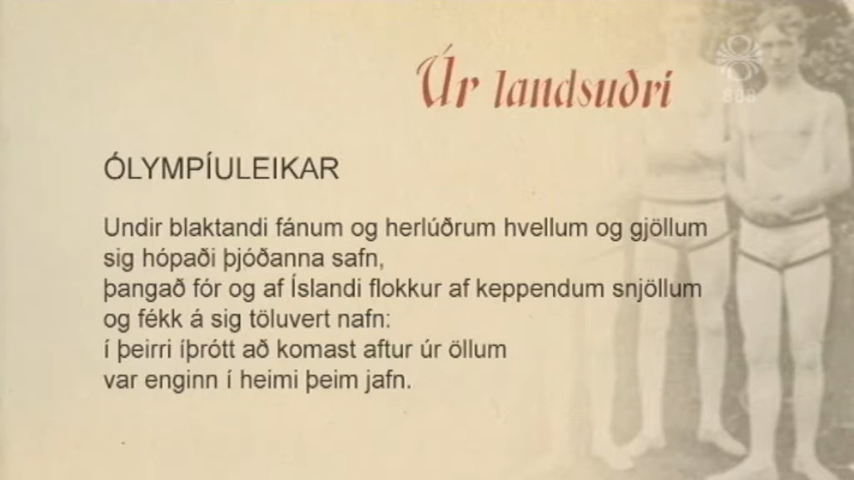 Úr landsuðri
ÓLYMPÍULEIKAR
Undir blaktandi fánum og herlúðrum hvellum og gjöllum
sig hópaði þjóðanna safn,
þangað fór og af Íslandi flokkur af keppendum snjöllum
og fékk á sig töluvert nafn:
í þeirri íþrótt að komast aftur úr öllum
var enginn í heimi þeim jafn.